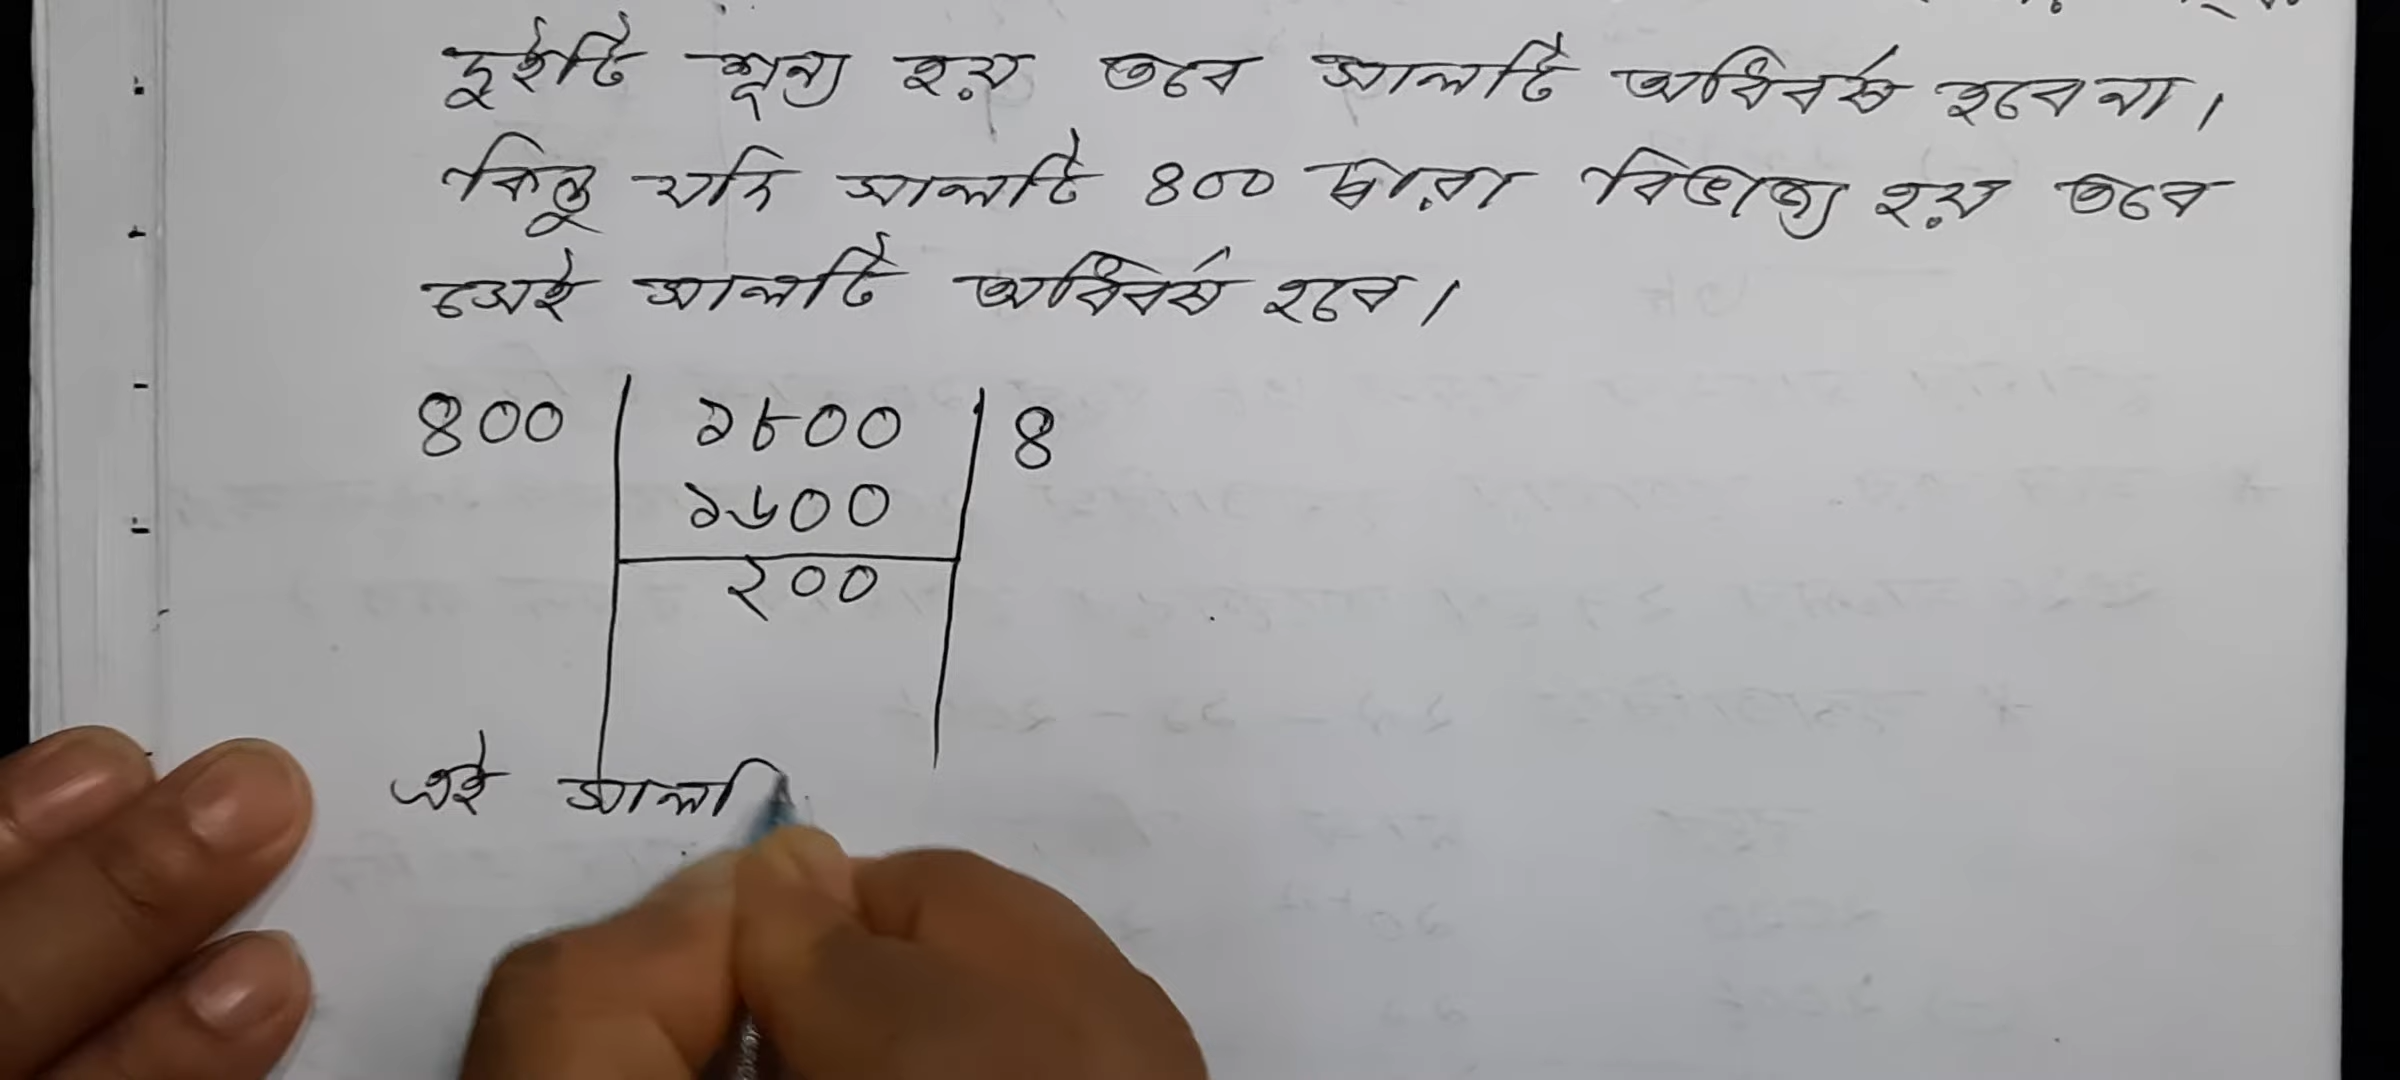 দুইটি শূন্য হয় তবে সালটি অধিবর্ষ হবে না।
কিন্তু যদি সালটি ৪০০ দ্বারা বিভাজ্য হয় তবে
সেই সালটি অধিবর্ষ হবে।
৪০০ | ১৮০০ | ৪
১৬০০
২০০
এই সালটি